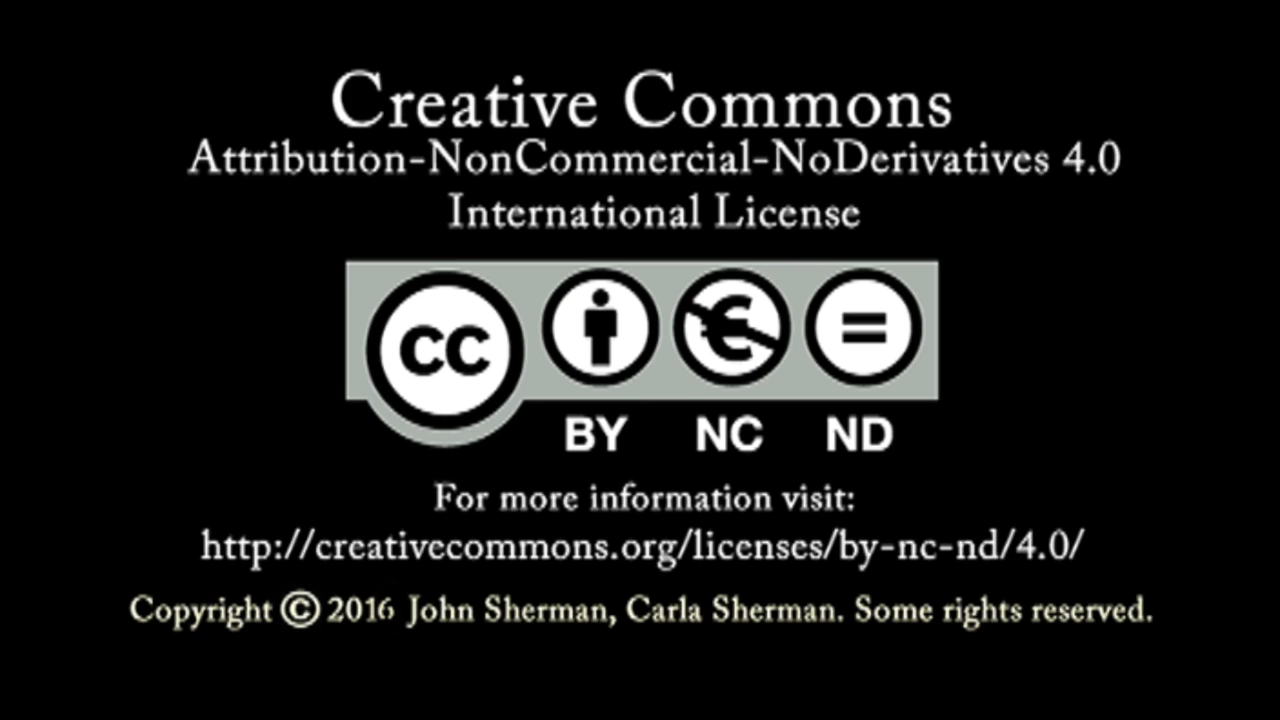 Creative Commons
Attribution-NonCommercial-NoDerivatives 4.0
International License
cc
BY NC ND
For more information visit:
http://creativecommons.org/licenses/by-nc-nd/4.0/
Copyright © 2016 John Sherman, Carla Sherman. Some rights reserved.